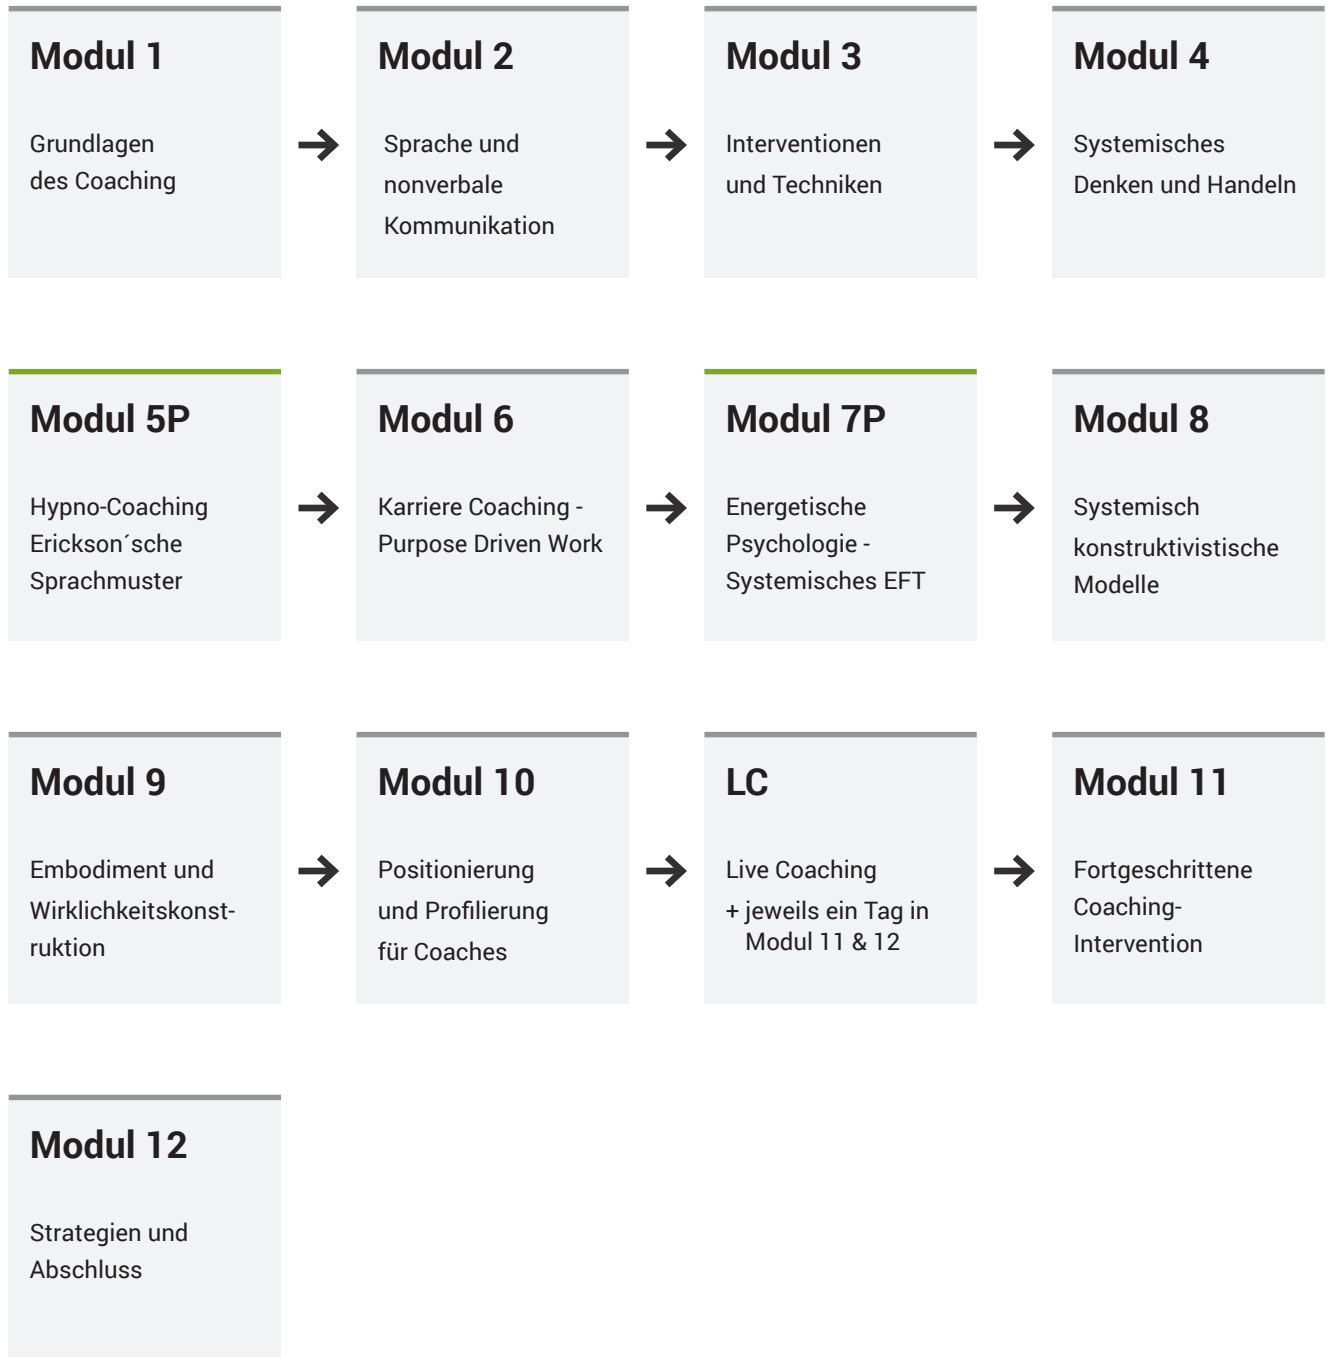 Modul 1
Grundlagen
des Coaching
Modul 2
Sprache und
nonverbale
Kommunikation
Modul 3
Interventionen
und Techniken
Modul 4
Systemisches
Denken und Handeln
Modul 5P
Hypno-Coaching
Erickson´sche
Sprachmuster
Modul 6
Karriere Coaching -
Purpose Driven Work
Modul 7P
Energetische
Psychologie -
Systemisches EFT
Modul 8
Systemisch
konstruktivistische
Modelle
Modul 9
Embodiment und
Wirklichkeitskonst-
ruktion
Modul 10
Positionierung
und Profilierung
für Coaches
LC
Live Coaching
+ jeweils ein Tag in
Modul 11 & 12
Modul 11
Fortgeschrittene
Coaching-
Intervention
Modul 12
Strategien und
Abschluss